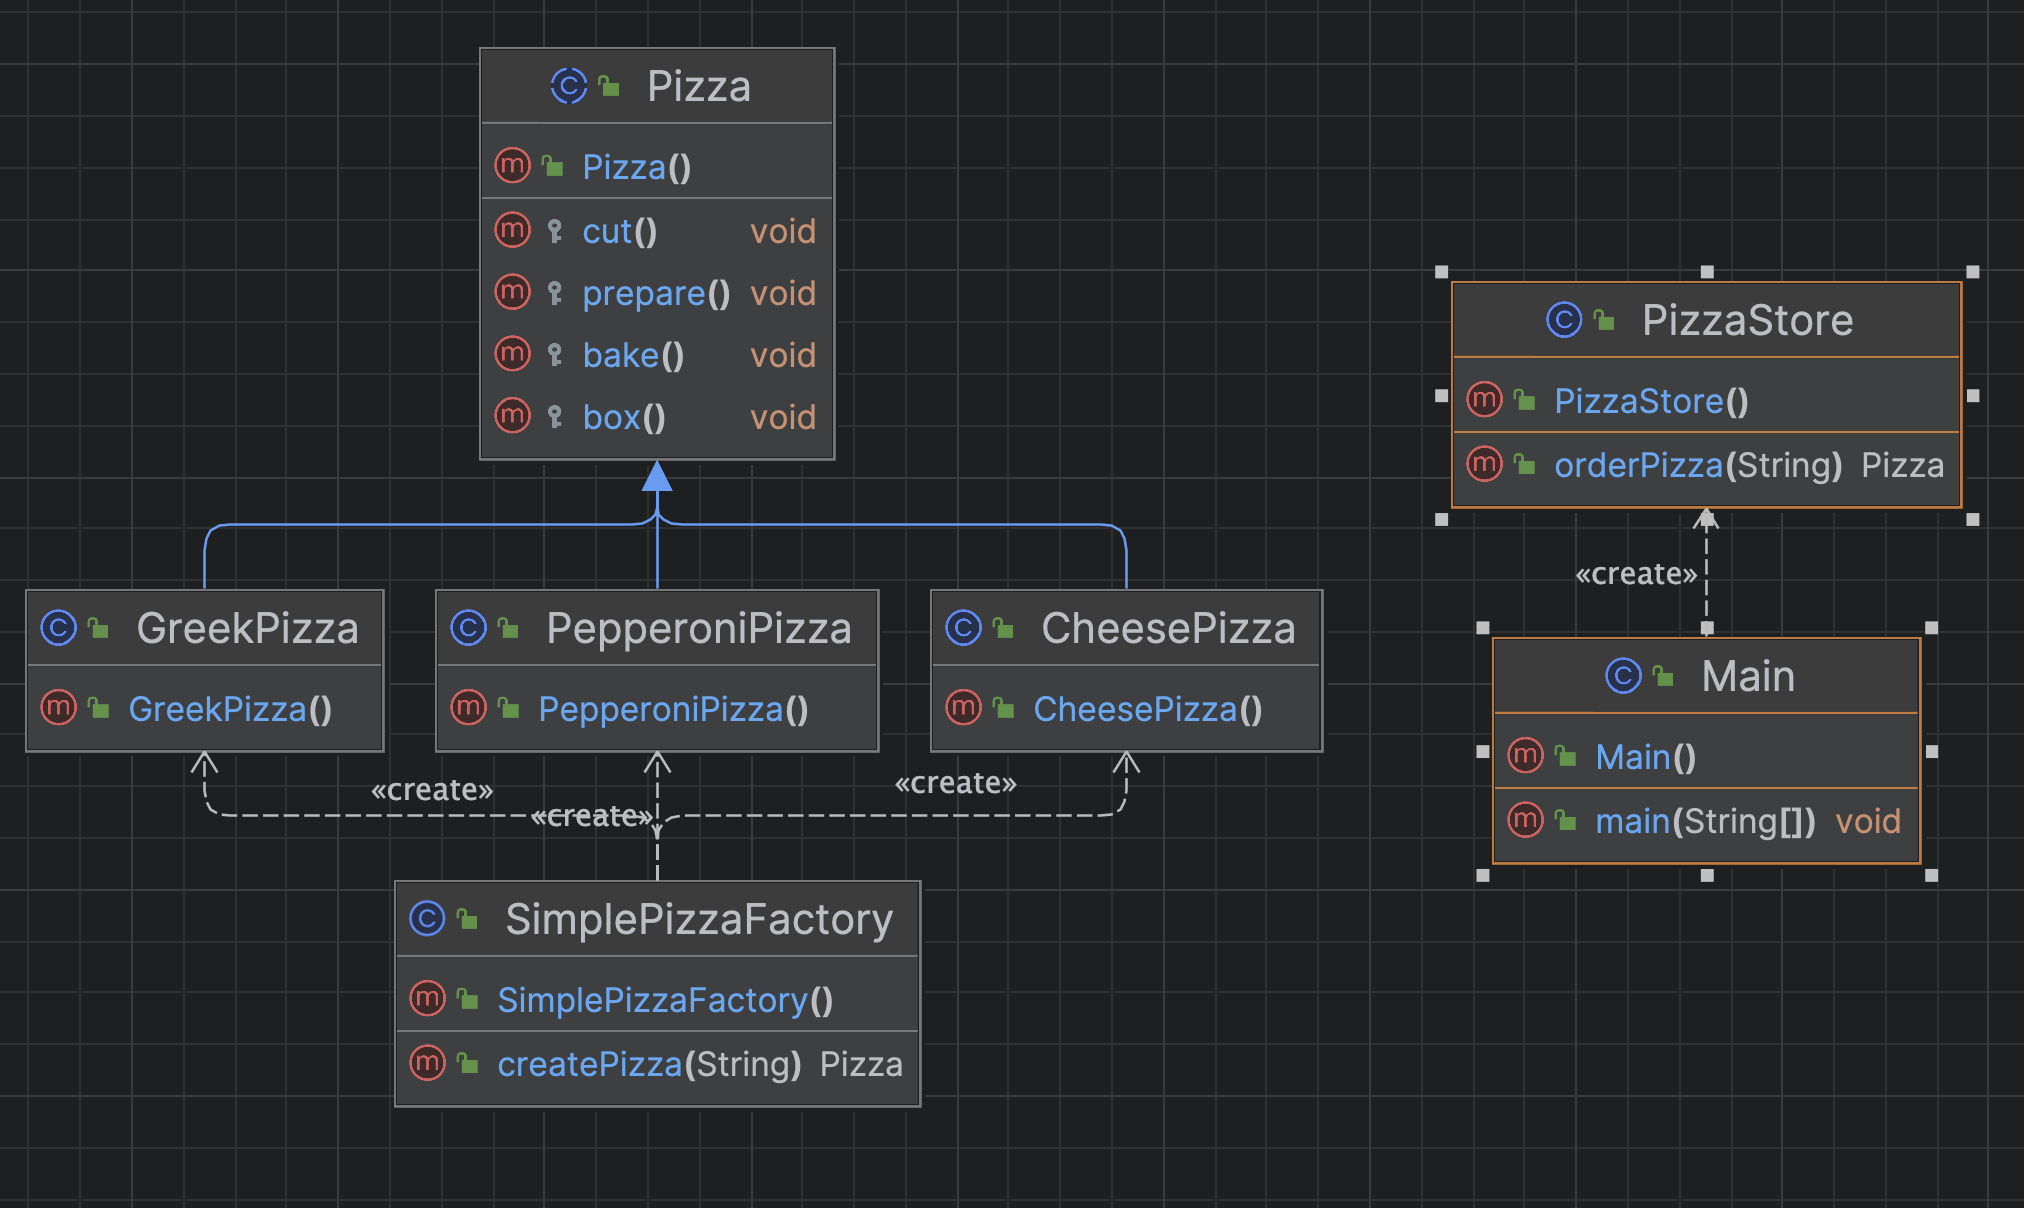 Pizza
Pizza()
cut() void
prepare() void
bake() void
box() void
PizzaStore
PizzaStore()
orderPizza(String) Pizza
«create»
GreekPizza
GreekPizza()
PepperoniPizza
PepperoniPizza()
CheesePizza
CheesePizza()
Main
Main()
main(String[]) void
«create»
«create»
«create»
SimplePizzaFactory
SimplePizzaFactory()
createPizza(String) Pizza